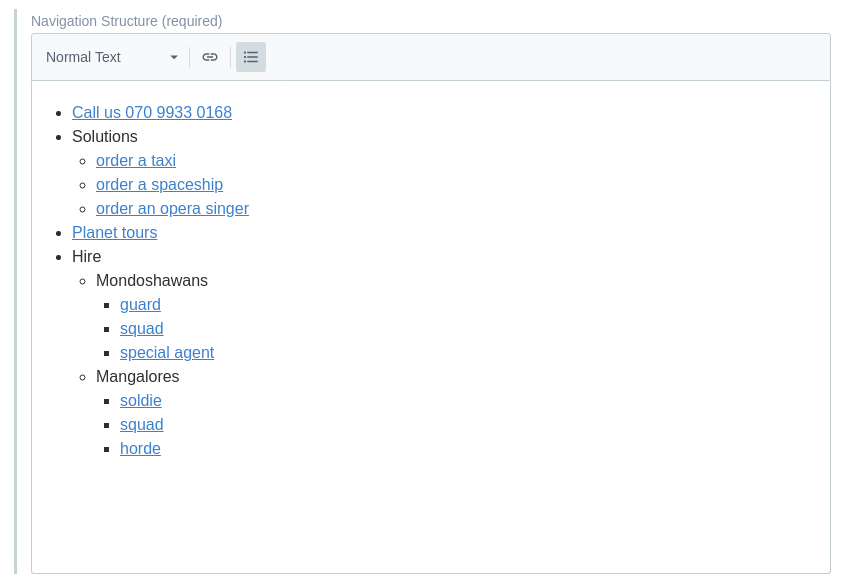 Navigation Structure (required)
Normal Text
Call us 070 9933 0168
Solutions
order a taxi
order a spaceship
order an opera singer
Planet tours
Hire
Mondoshawans
guard
squad
special agent
Mangalores
soldie
squad
horde